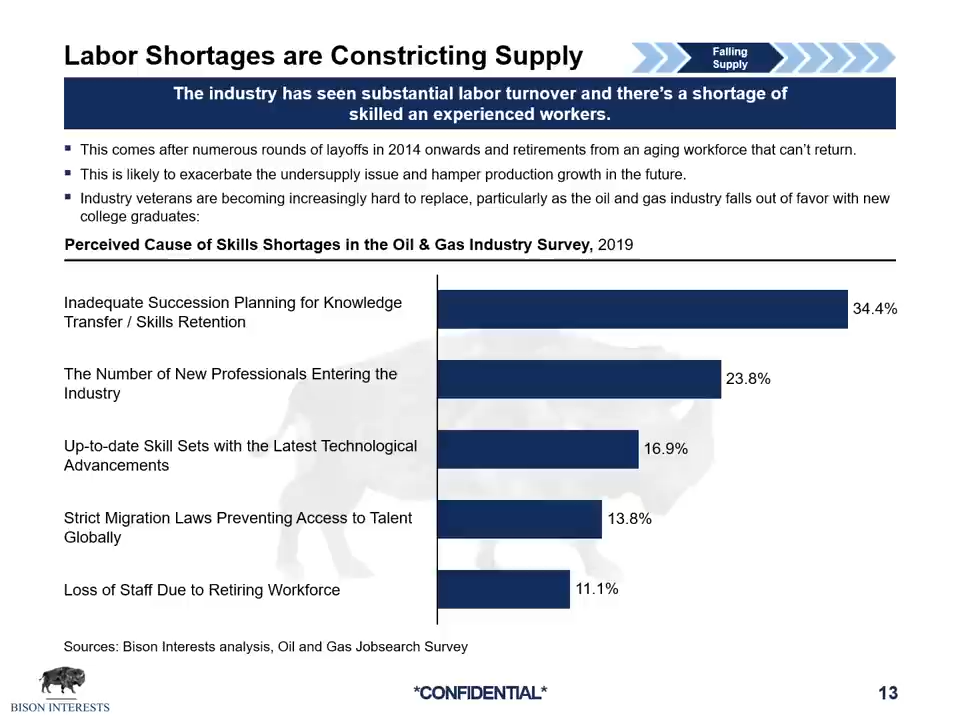 Labor Shortages are Constricting Supply
Falling
Supply
The industry has seen substantial labor turnover and there's a shortage of
skilled an experienced workers.
▪ This comes after numerous rounds of layoffs in 2014 onwards and retirements from an aging workforce that can't return.
▪ This is likely to exacerbate the undersupply issue and hamper production growth in the future.
▪ Industry veterans are becoming increasingly hard to replace, particularly as the oil and gas industry falls out of favor with new
college graduates:
Perceived Cause of Skills Shortages in the Oil & Gas Industry Survey, 2019
Inadequate Succession Planning for Knowledge
Transfer / Skills Retention
34.4%
The Number of New Professionals Entering the
Industry
23.8%
Up-to-date Skill Sets with the Latest Technological
Advancements
16.9%
Strict Migration Laws Preventing Access to Talent
Globally
13.8%
Loss of Staff Due to Retiring Workforce
11.1%
Sources: Bison Interests analysis, Oil and Gas Jobsearch Survey
BISON INTERESTS
*CONFIDENTIAL*
13